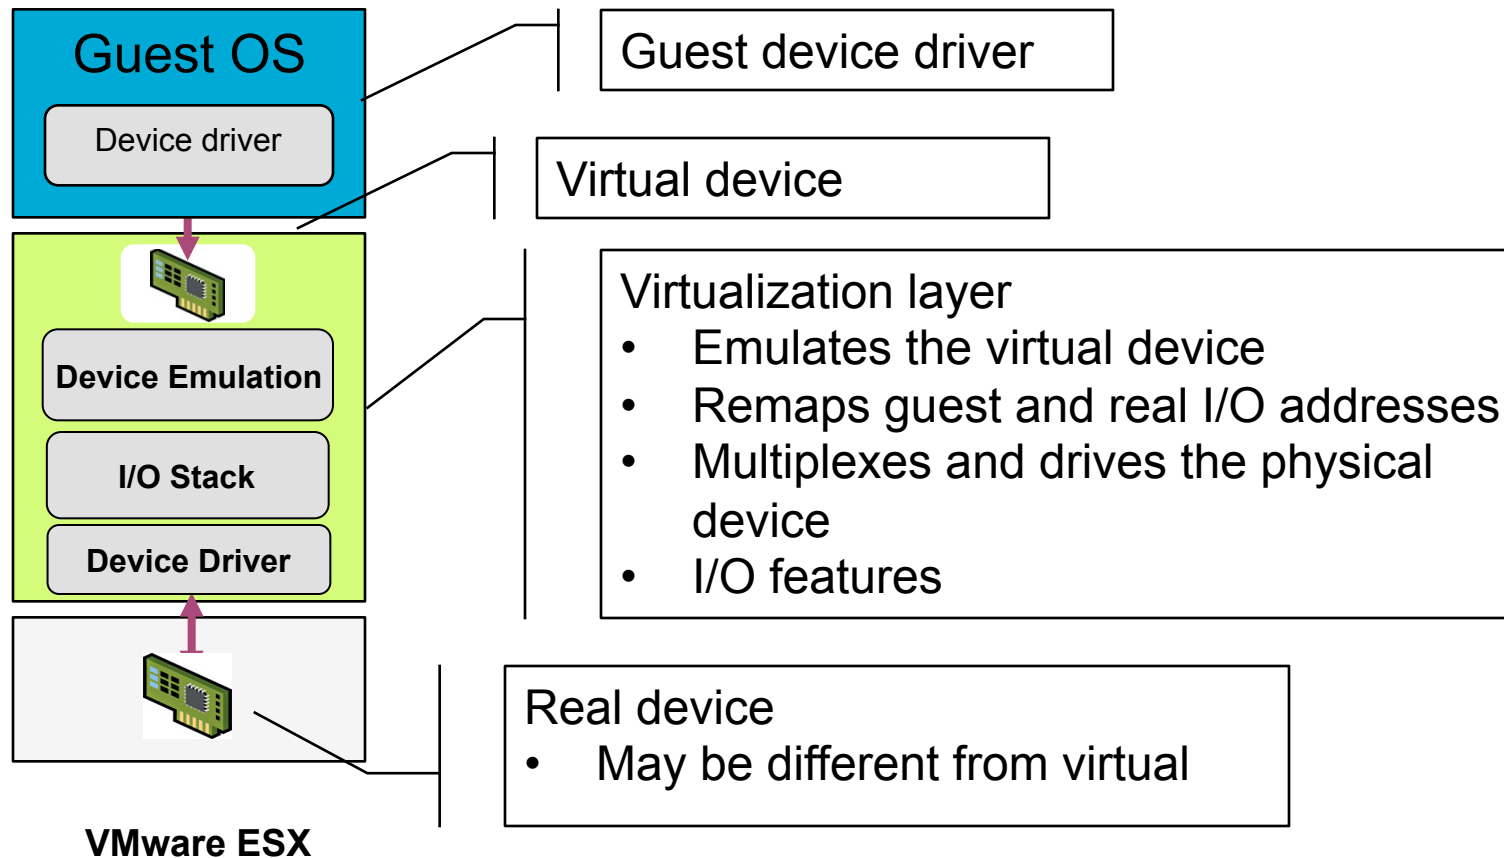 Guest OS
Device driver
Guest device driver
Virtual device
Device Emulation
I/O Stack
Device Driver
Virtualization layer
• Emulates the virtual device
• Remaps guest and real I/O addresses
• Multiplexes and drives the physical
device
• I/O features
Real device
• May be different from virtual
VMware ESX